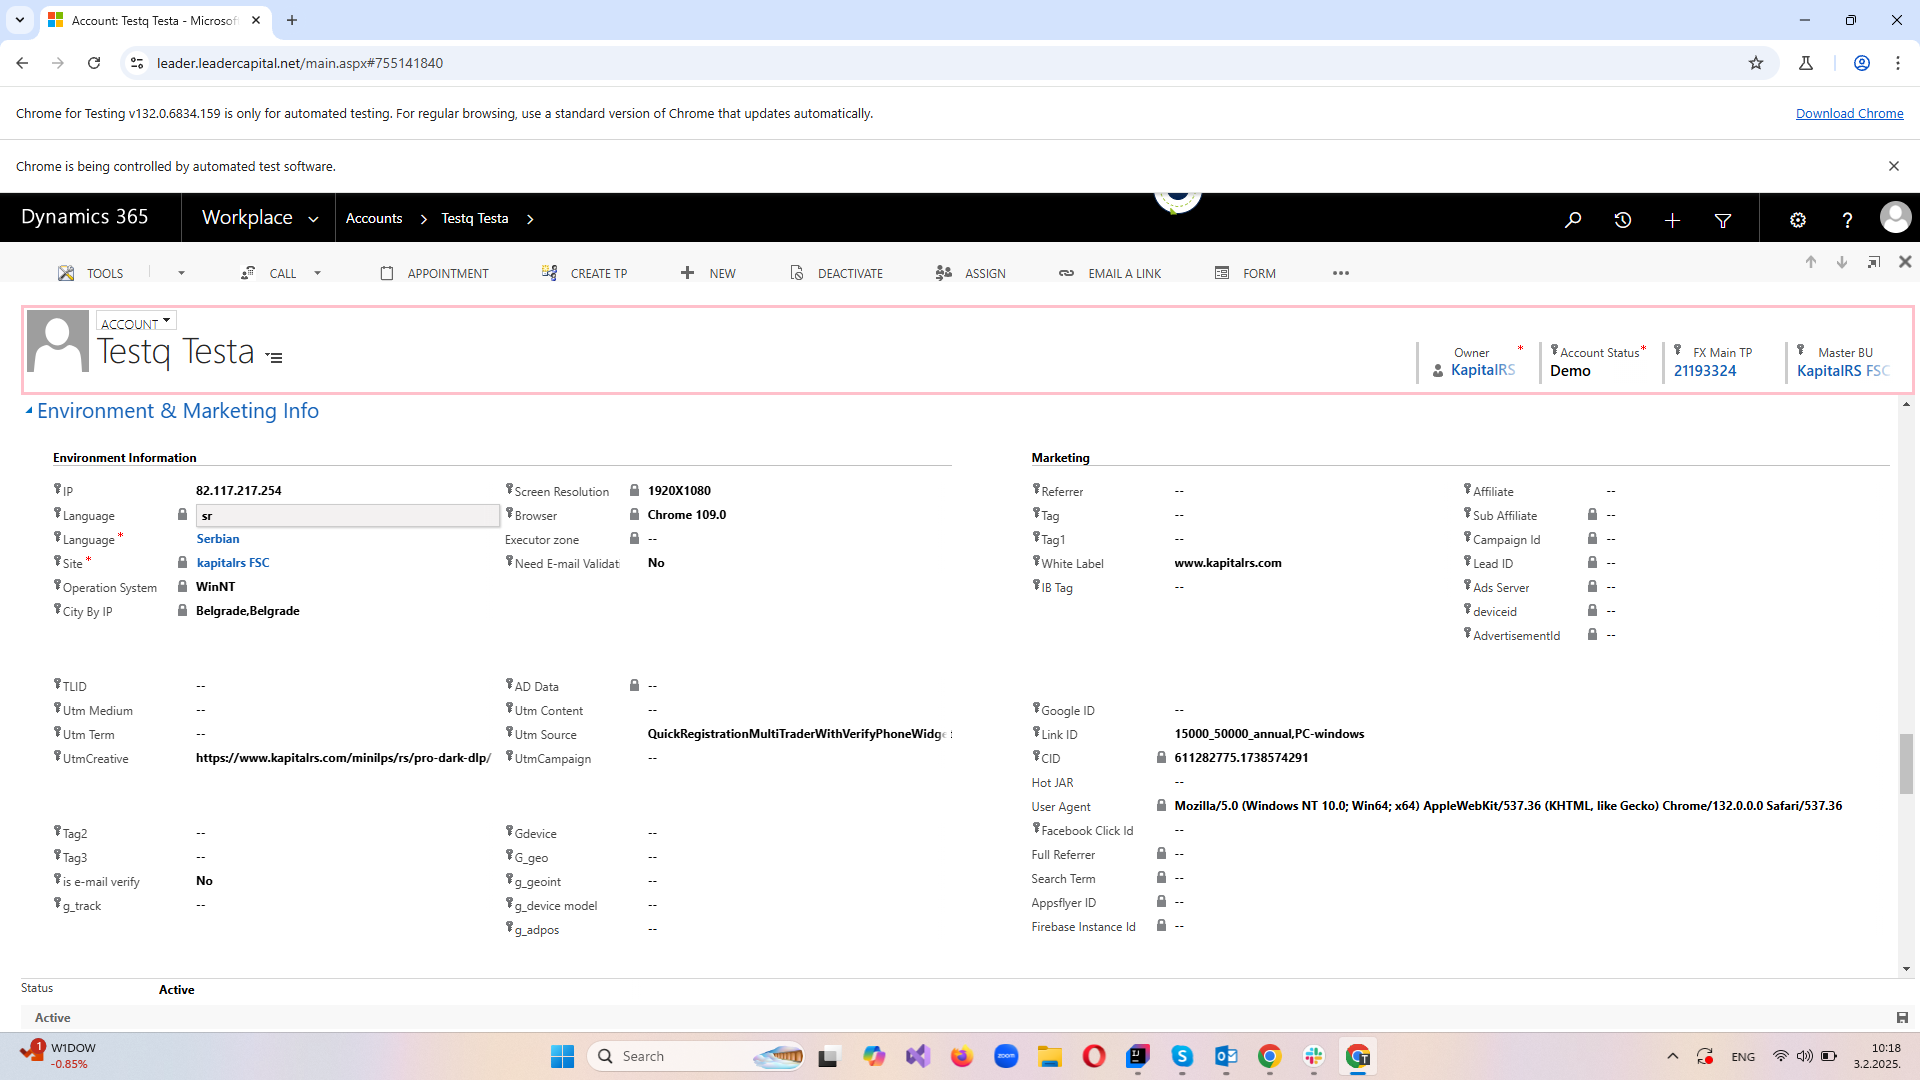 Account: Testq Testa - Microsof
leader.leadercapital.net/main.aspx#755141840
Chrome for Testing v132.0.6834.159 is only for automated testing. For regular browsing, use a standard version of Chrome that updates automatically.
Download Chrome
Chrome is being controlled by automated test software.
Dynamics 365
Workplace
Accounts
Testq Testa
TOOLS
CALL
APPOINTMENT
CREATE TP
NEW
DEACTIVATE
ASSIGN
EMAIL A LINK
FORM
ACCOUNT
Testq Testa
Owner *
KapitalRS
Account Status*
Demo
FX Main TP
21193324
Master BU
KapitalRS FSC
Environment & Marketing Info
Environment Information
IP 82.117.217.254
Language sr
Language * Serbian
Site * kapitalrs FSC
Operation System WinNT
City By IP Belgrade,Belgrade
Screen Resolution 1920X1080
Browser Chrome 109.0
Executor zone --
Need E-mail Validati No
Marketing
Referrer --
Tag --
Tag1 --
White Label www.kapitalrs.com
IB Tag --
Affiliate --
Sub Affiliate --
Campaign Id --
Lead ID --
Ads Server --
deviceid --
AdvertisementId --
TLID --
Utm Medium --
Utm Term --
UtmCreative https://www.kapitalrs.com/minilps/rs/pro-dark-dlp/
AD Data --
Utm Content --
Utm Source QuickRegistrationMultiTraderWithVerifyPhoneWidge
UtmCampaign --
Google ID --
Link ID 15000_50000_annual,PC-windows
CID 611282775.1738574291
Hot JAR --
User Agent Mozilla/5.0 (Windows NT 10.0; Win64; x64) AppleWebKit/537.36 (KHTML, like Gecko) Chrome/132.0.0.0 Safari/537.36
Facebook Click Id --
Full Referrer --
Search Term --
Appsflyer ID --
Firebase Instance Id --
Tag2 --
Tag3 --
is e-mail verify No
g_track --
Gdevice --
G_geo --
g_geoint --
g_device model --
g_adpos --
Status Active
Active
1
W1DOW
-0.85%
Search
zoom
ENG
10:18
3.2.2025.